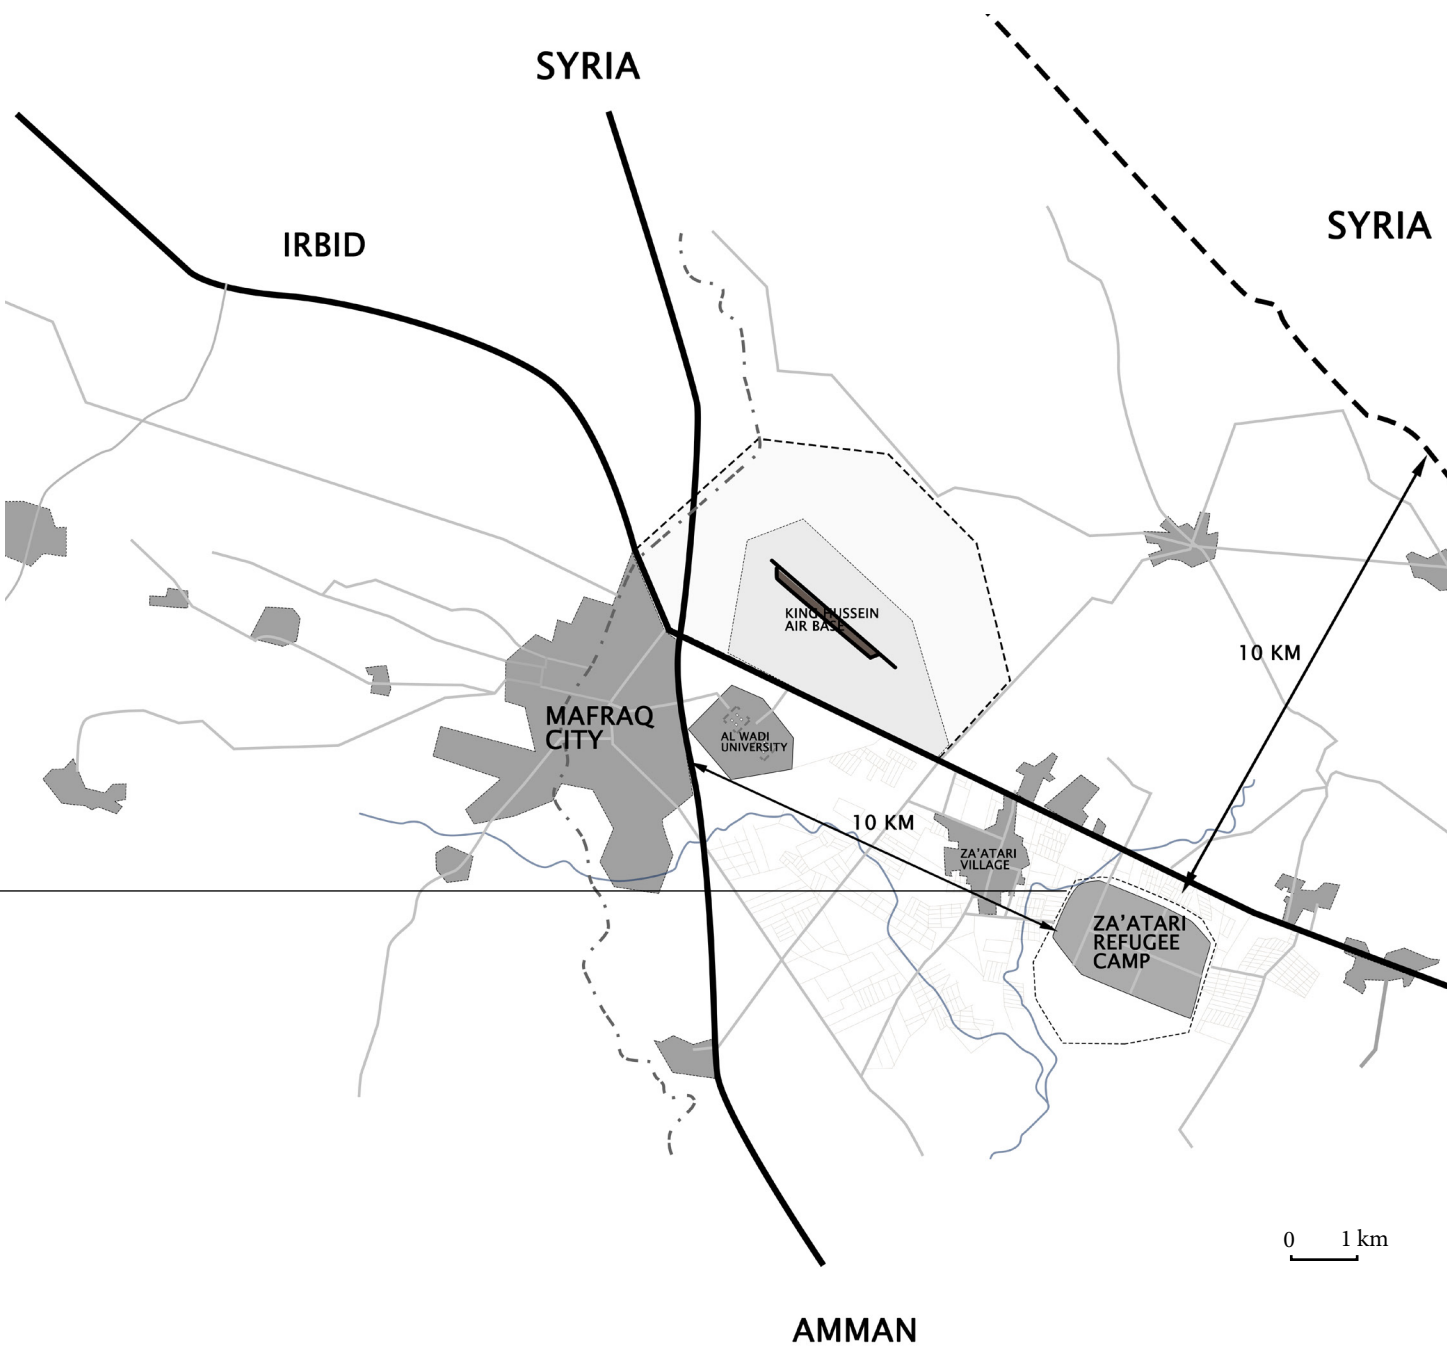 SYRIA
SYRIA
IRBID
KING HUSSEIN
AIR BASE
10 KM
MAFRAQ
CITY
AL WADI
UNIVERSITY
10 KM
ZA'ATARI
VILLAGE
ZA'ATARI
REFUGEE
CAMP
0 1 km
AMMAN